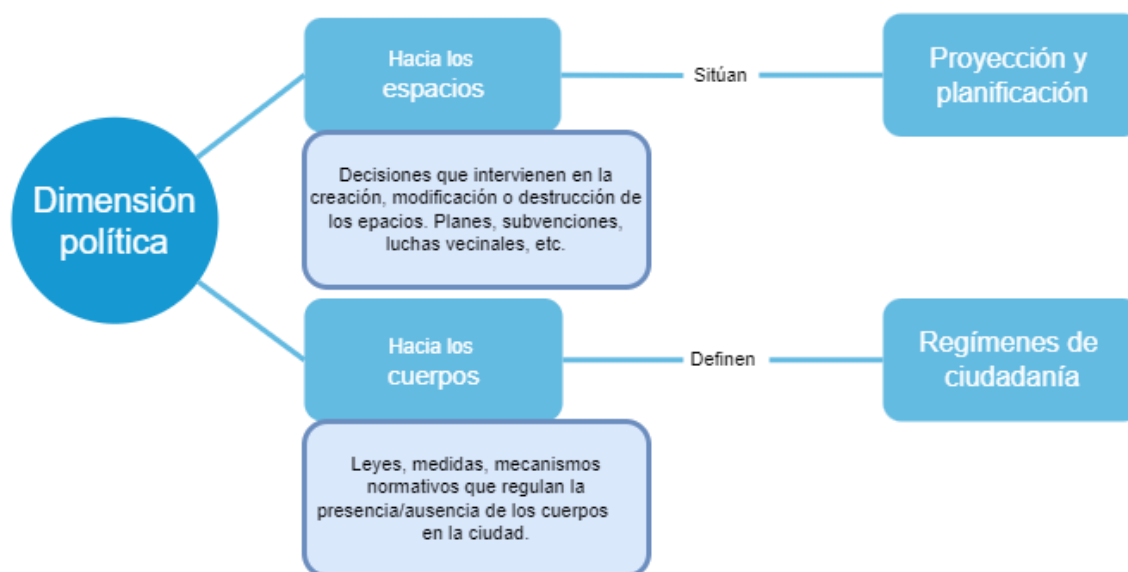 Dimensión
política
Hacia los
espacios
Sitúan
Proyección y
planificación
Decisiones que intervienen en la
creación, modificación o destrucción de
los epacios. Planes, subvenciones,
luchas vecinales, etc.
Hacia los
cuerpos
Definen
Regímenes de
ciudadanía
Leyes, medidas, mecanismos
normativos que regulan la
presencia/ausencia de los cuerpos
en la ciudad.